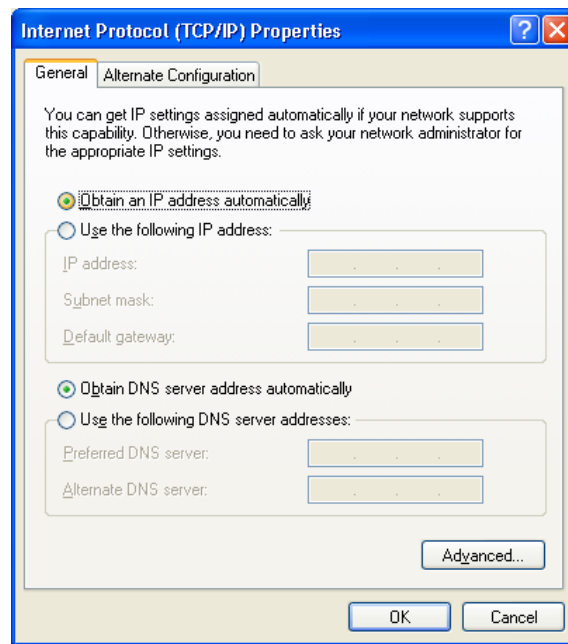 Internet Protocol (TCP/IP) Properties
General
Alternate Configuration
You can get IP settings assigned automatically if your network supports
this capability. Otherwise, you need to ask your network administrator for
the appropriate IP settings.
Obtain an IP address automatically
Use the following IP address:
IP address:
Subnet mask:
Default gateway:
Obtain DNS server address automatically
Use the following DNS server addresses:
Preferred DNS server:
Alternate DNS server:
Advanced...
OK
Cancel